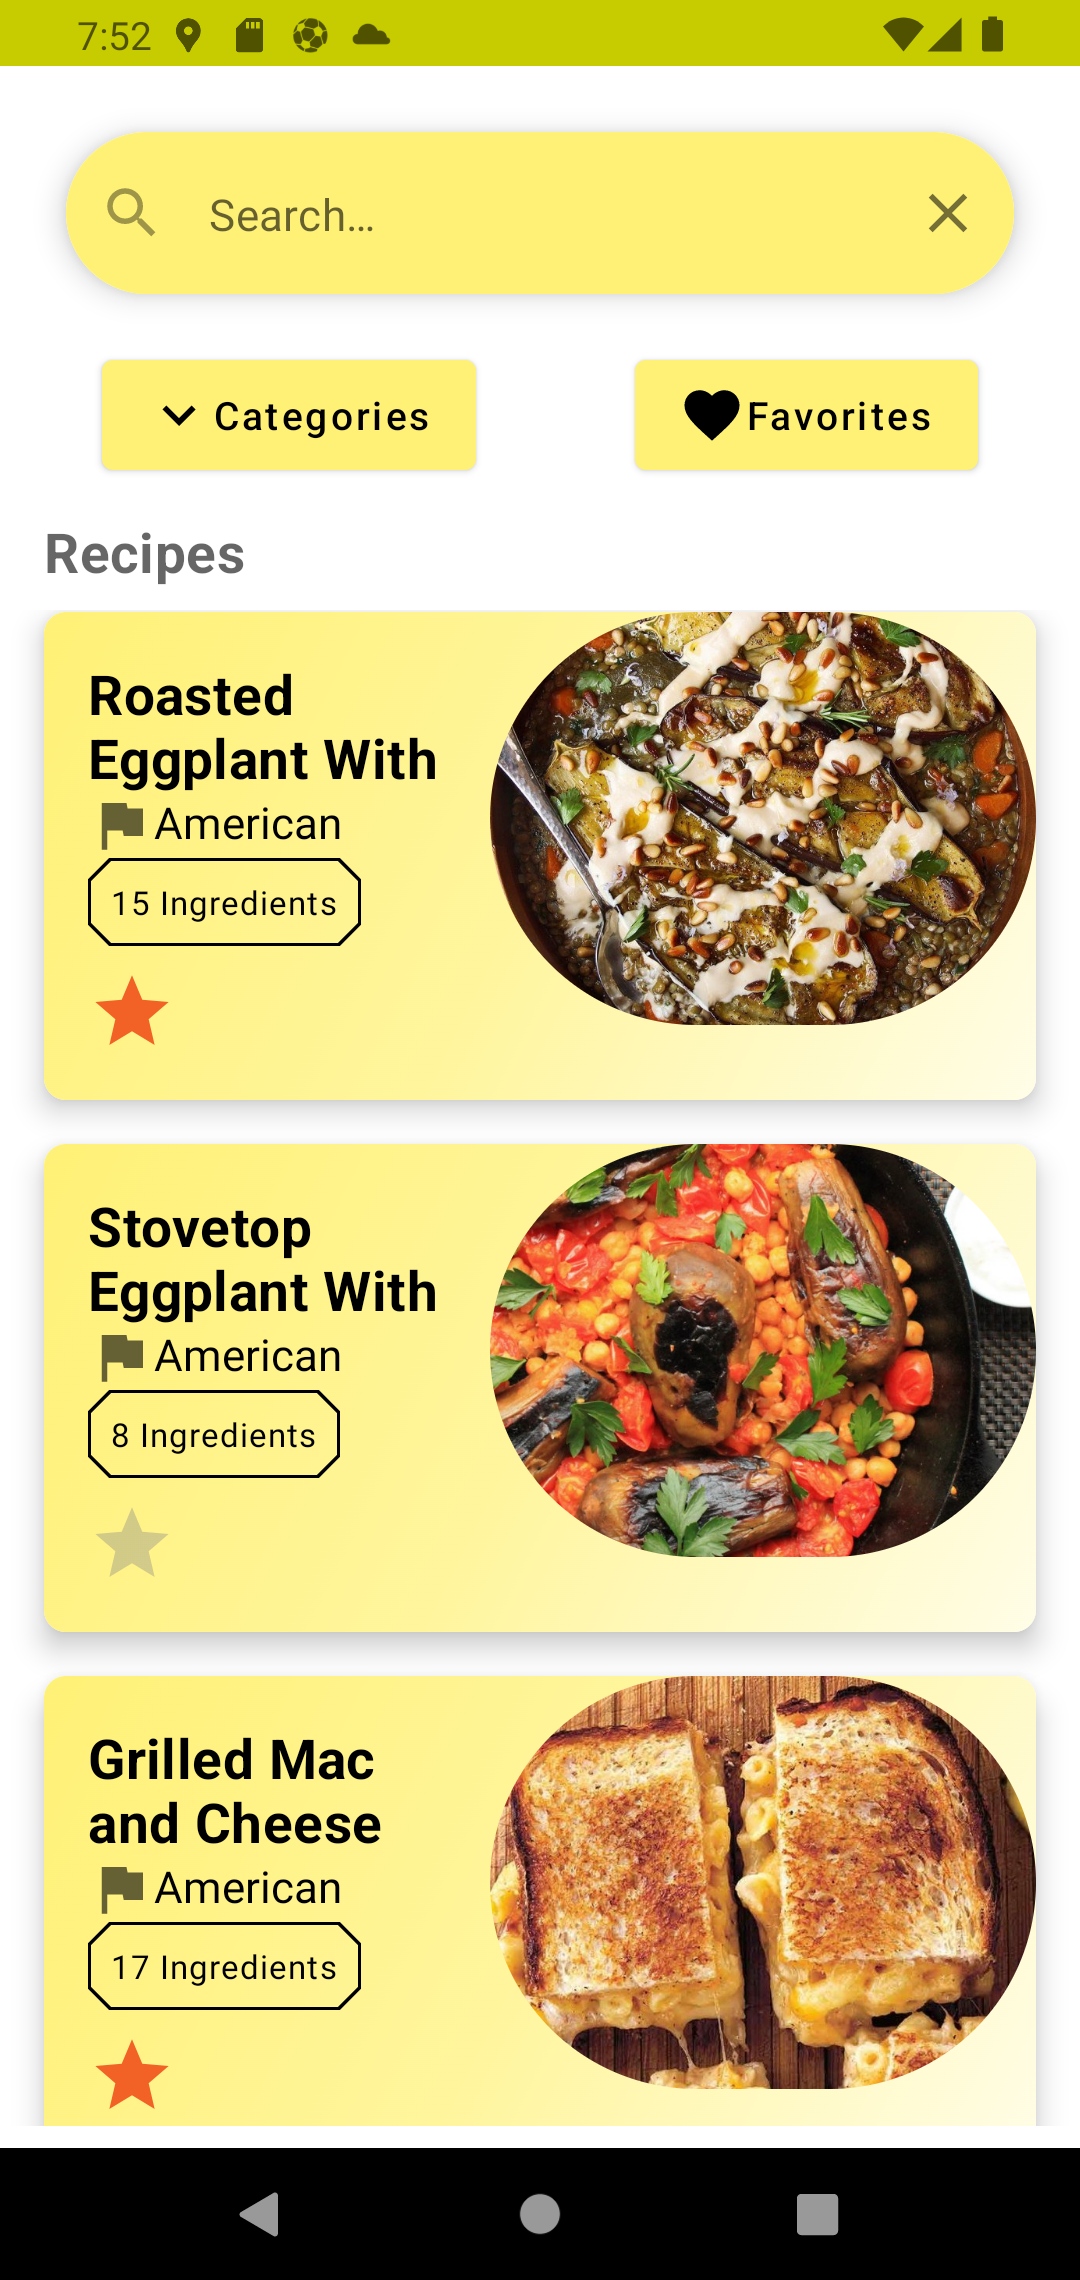 7:52
Search...
Categories
Favorites
Recipes
Roasted
Eggplant With
American
15 Ingredients
Stovetop
Eggplant With
American
8 Ingredients
Grilled Mac
and Cheese
American
17 Ingredients